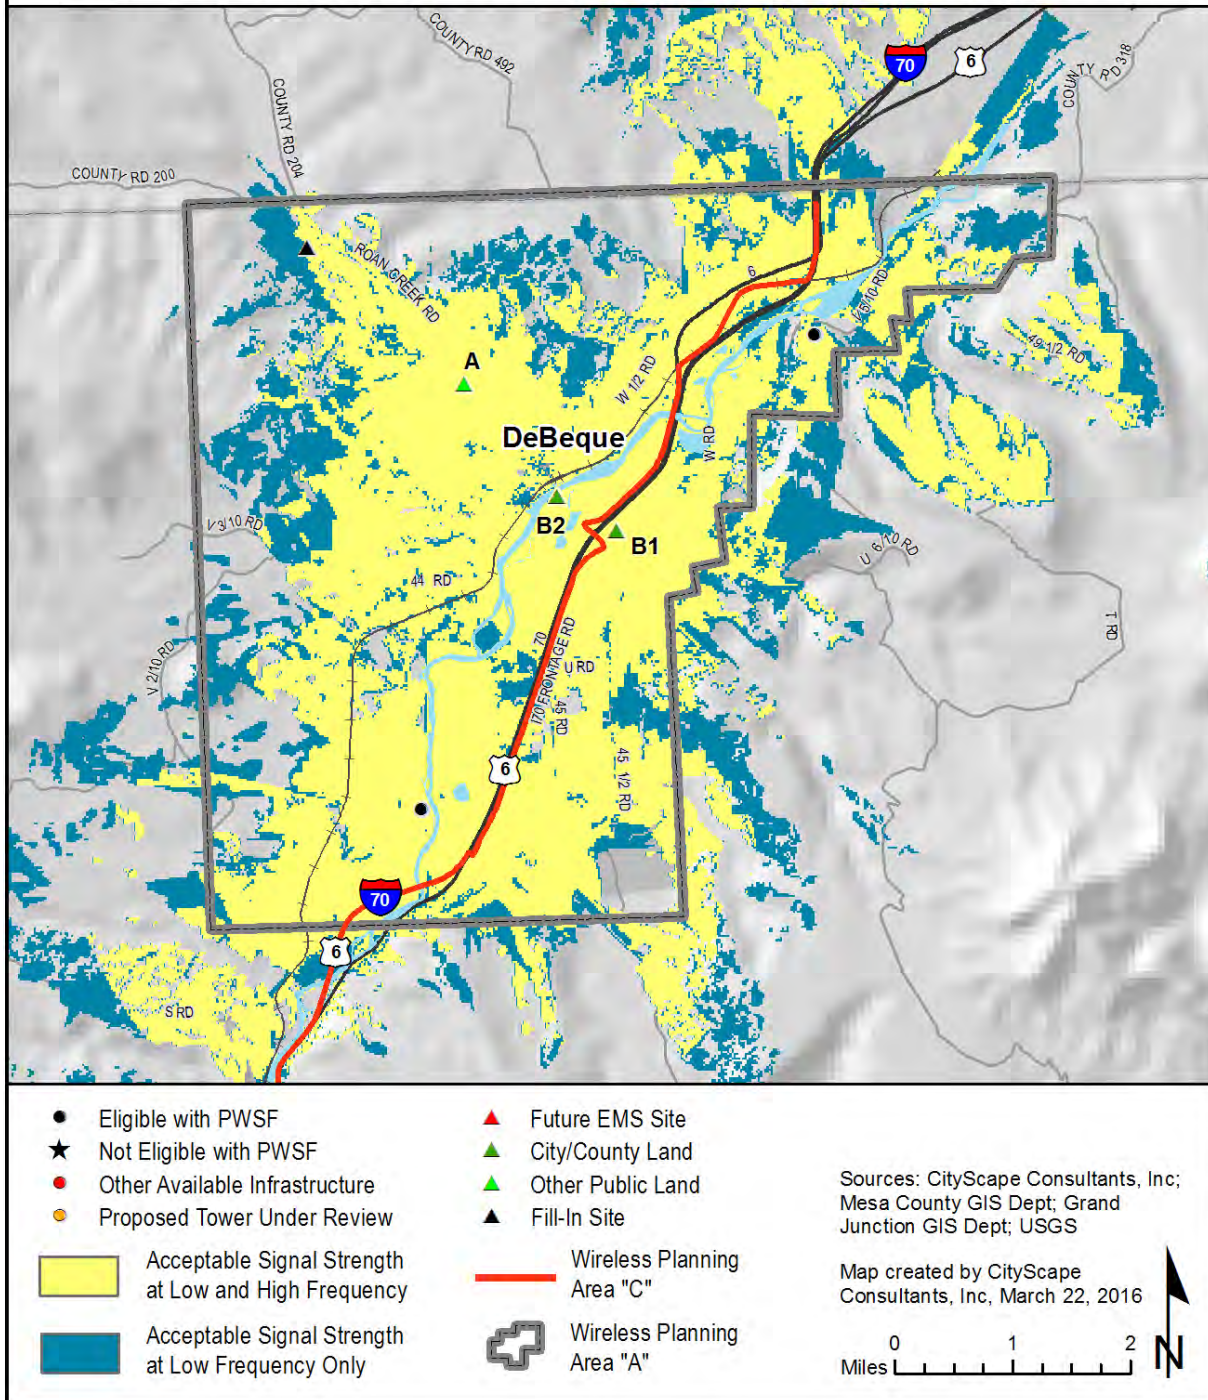 COUNTY RD 492
70
6
COUNTY RD 318
COUNTY RD 204
COUNTY RD 200
ROAN CREEK RD
6
V 5/10 RD
49 1/2 RD
A
W 1/2 RD
DeBeque
W RD
B2
B1
V 3/10 RD
U 6/10 RD
44 RD
T RD
V 2/10 RD
70
I70 FRONTAGE RD
U RD
45 RD
45 1/2 RD
6
70
6
S RD
Eligible with PWSF
Not Eligible with PWSF
Other Available Infrastructure
Proposed Tower Under Review
Acceptable Signal Strength
at Low and High Frequency
Acceptable Signal Strength
at Low Frequency Only
Future EMS Site
City/County Land
Other Public Land
Fill-In Site
Wireless Planning
Area "C"
Wireless Planning
Area "A"
Sources: CityScape Consultants, Inc;
Mesa County GIS Dept; Grand
Junction GIS Dept; USGS
Map created by CityScape
Consultants, Inc, March 22, 2016
0 1 2
Miles
N